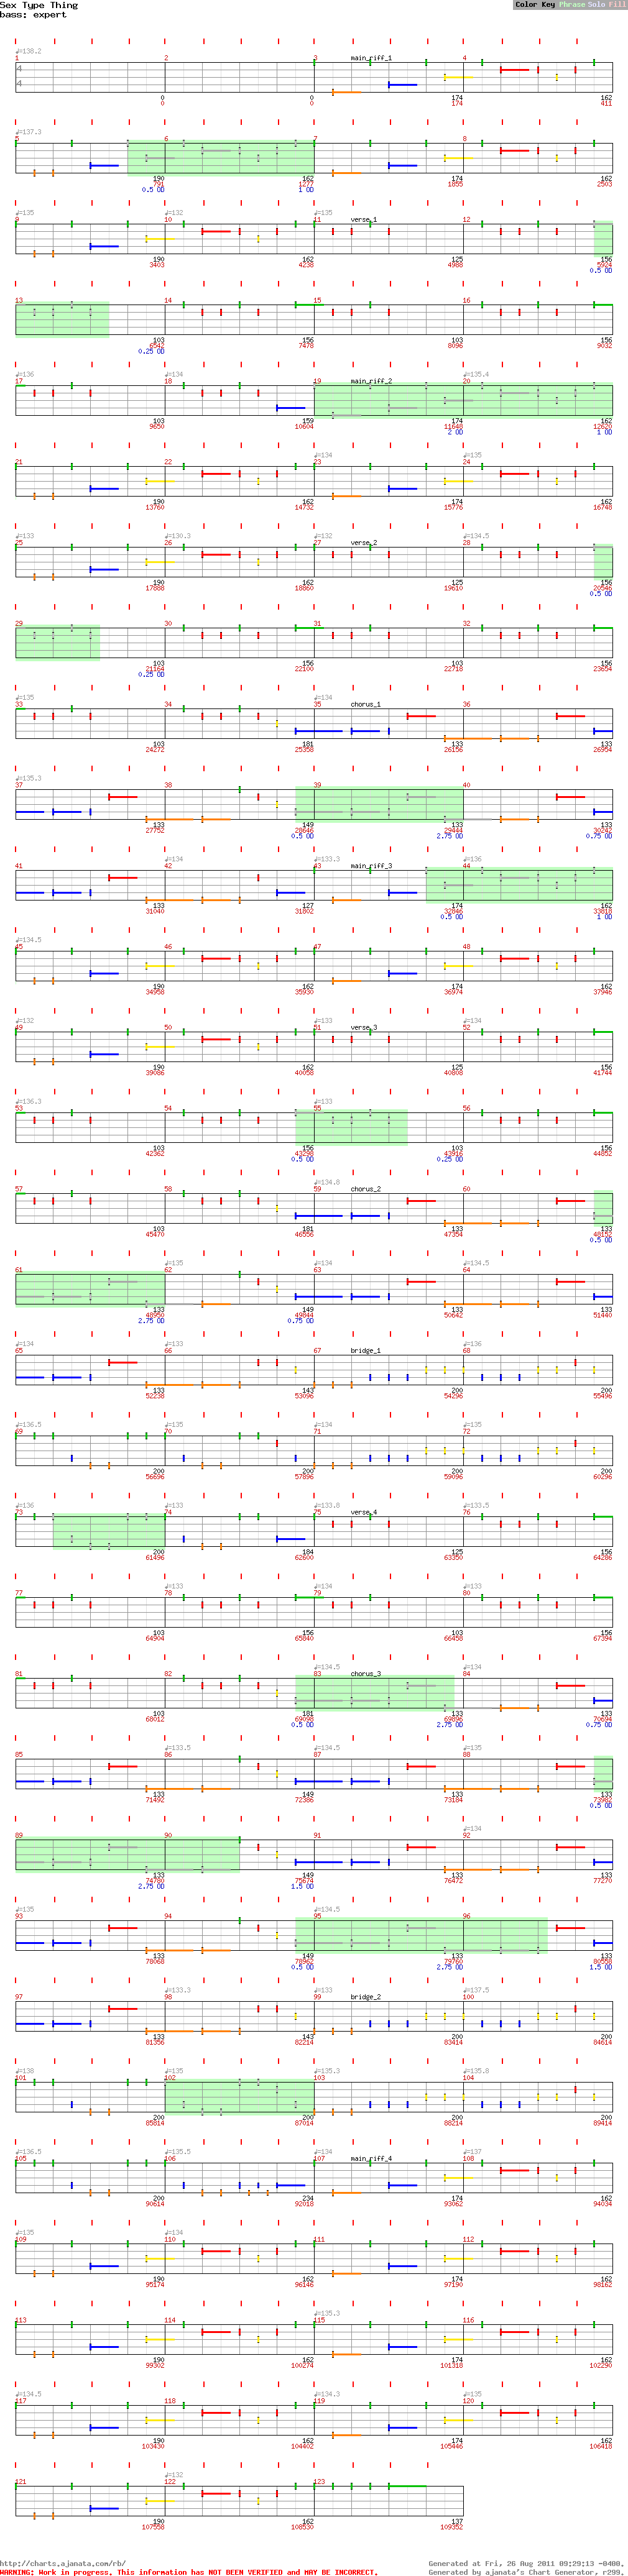 Sex Type Thing
bass: expert
Color Key Phrase Solo Fill
♩=138.2
1 2 3 main_riff_1 4
4
4
0 0 174 162
0 0 174 411
♩=137.3
5 6 7 8
190 162 174 162
791 1277 1855 2503
0.5 OD 1 OD
♩=135 ♩=132 ♩=135
9 10 11 verse_1 12
190 162 125 156
3403 4238 4988 5924
0.5 OD
13 14 15 16
103 156 103 156
6542 7478 8096 9032
0.25 OD
♩=136 ♩=134 ♩=135.4
17 18 19 main_riff_2 20
103 159 174 162
9650 10604 11648 12620
2 OD 1 OD
♩=134 ♩=135
21 22 23 24
190 162 174 162
13760 14732 15776 16748
♩=133 ♩=130.3 ♩=132 ♩=134.5
25 26 27 verse_2 28
190 162 125 156
17888 18860 19610 20546
0.5 OD
29 30 31 32
103 156 103 156
21164 22100 22718 23654
0.25 OD
♩=135 ♩=134
33 34 35 chorus_1 36
103 181 133 133
24272 25358 26156 26954
♩=135.3
37 38 39 40
133 149 133 133
27752 28646 29444 30242
0.5 OD 2.75 OD 0.75 OD
♩=134 ♩=133.3 ♩=136
41 42 43 main_riff_3 44
133 127 174 162
31040 31802 32846 33818
0.5 OD 1 OD
♩=134.5
45 46 47 48
190 162 174 162
34958 35930 36974 37946
♩=132 ♩=133 ♩=134
49 50 51 verse_3 52
190 162 125 156
39086 40058 40808 41744
♩=136.3 ♩=133
53 54 55 56
103 156 103 156
42362 43298 43916 44852
0.5 OD 0.25 OD
♩=134.8
57 58 59 chorus_2 60
103 181 133 133
45470 46556 47354 48152
0.5 OD
♩=135 ♩=134 ♩=134.5
61 62 63 64
133 149 133 133
48950 49844 50642 51440
2.75 OD 0.75 OD
♩=134 ♩=133 ♩=136
65 66 67 bridge_1 68
133 143 200 200
52238 53096 54296 55496
♩=136.5 ♩=135 ♩=134 ♩=135
69 70 71 72
200 200 200 200
56696 57896 59096 60296
♩=136 ♩=133 ♩=133.8 ♩=133.5
73 74 75 verse_4 76
200 184 125 156
61496 62600 63350 64286
♩=133 ♩=134 ♩=133
77 78 79 80
103 156 103 156
64904 65840 66458 67394
♩=134.5 ♩=134
81 82 83 chorus_3 84
103 181 133 133
68012 69098 69896 70694
0.5 OD 2.75 OD 0.75 OD
♩=133.5 ♩=134.5 ♩=135
85 86 87 88
133 149 133 133
71492 72386 73184 73982
0.5 OD
♩=134
89 90 91 92
133 149 133 133
74780 75674 76472 77270
2.75 OD 1.5 OD
♩=135 ♩=134.5
93 94 95 96
133 149 133 133
78068 78962 79760 80558
0.5 OD 2.75 OD 1.5 OD
♩=133.3 ♩=133 ♩=137.5
97 98 99 bridge_2 100
133 143 200 200
81356 82214 83414 84614
♩=138 ♩=135 ♩=135.3 ♩=135.8
101 102 103 104
200 200 200 200
85814 87014 88214 89414
♩=136.5 ♩=135.5 ♩=134 ♩=137
105 106 107 main_riff_4 108
200 234 174 162
90614 92018 93062 94034
♩=135 ♩=134
109 110 111 112
190 162 174 162
95174 96146 97190 98162
♩=135.3
113 114 115 116
190 162 174 162
99302 100274 101318 102290
♩=134.5 ♩=134.3 ♩=135
117 118 119 120
190 162 174 162
103430 104402 105446 106418
♩=132
121 122 123
190 162 137
107558 108530 109352
http://charts.ajanata.com/rb/ Generated at Fri, 26 Aug 2011 09:29:13 -0400,
WARNING: Work in progress. This information has NOT BEEN VERIFIED and MAY BE INCORRECT. Generated by ajanata's Chart Generator, r299.